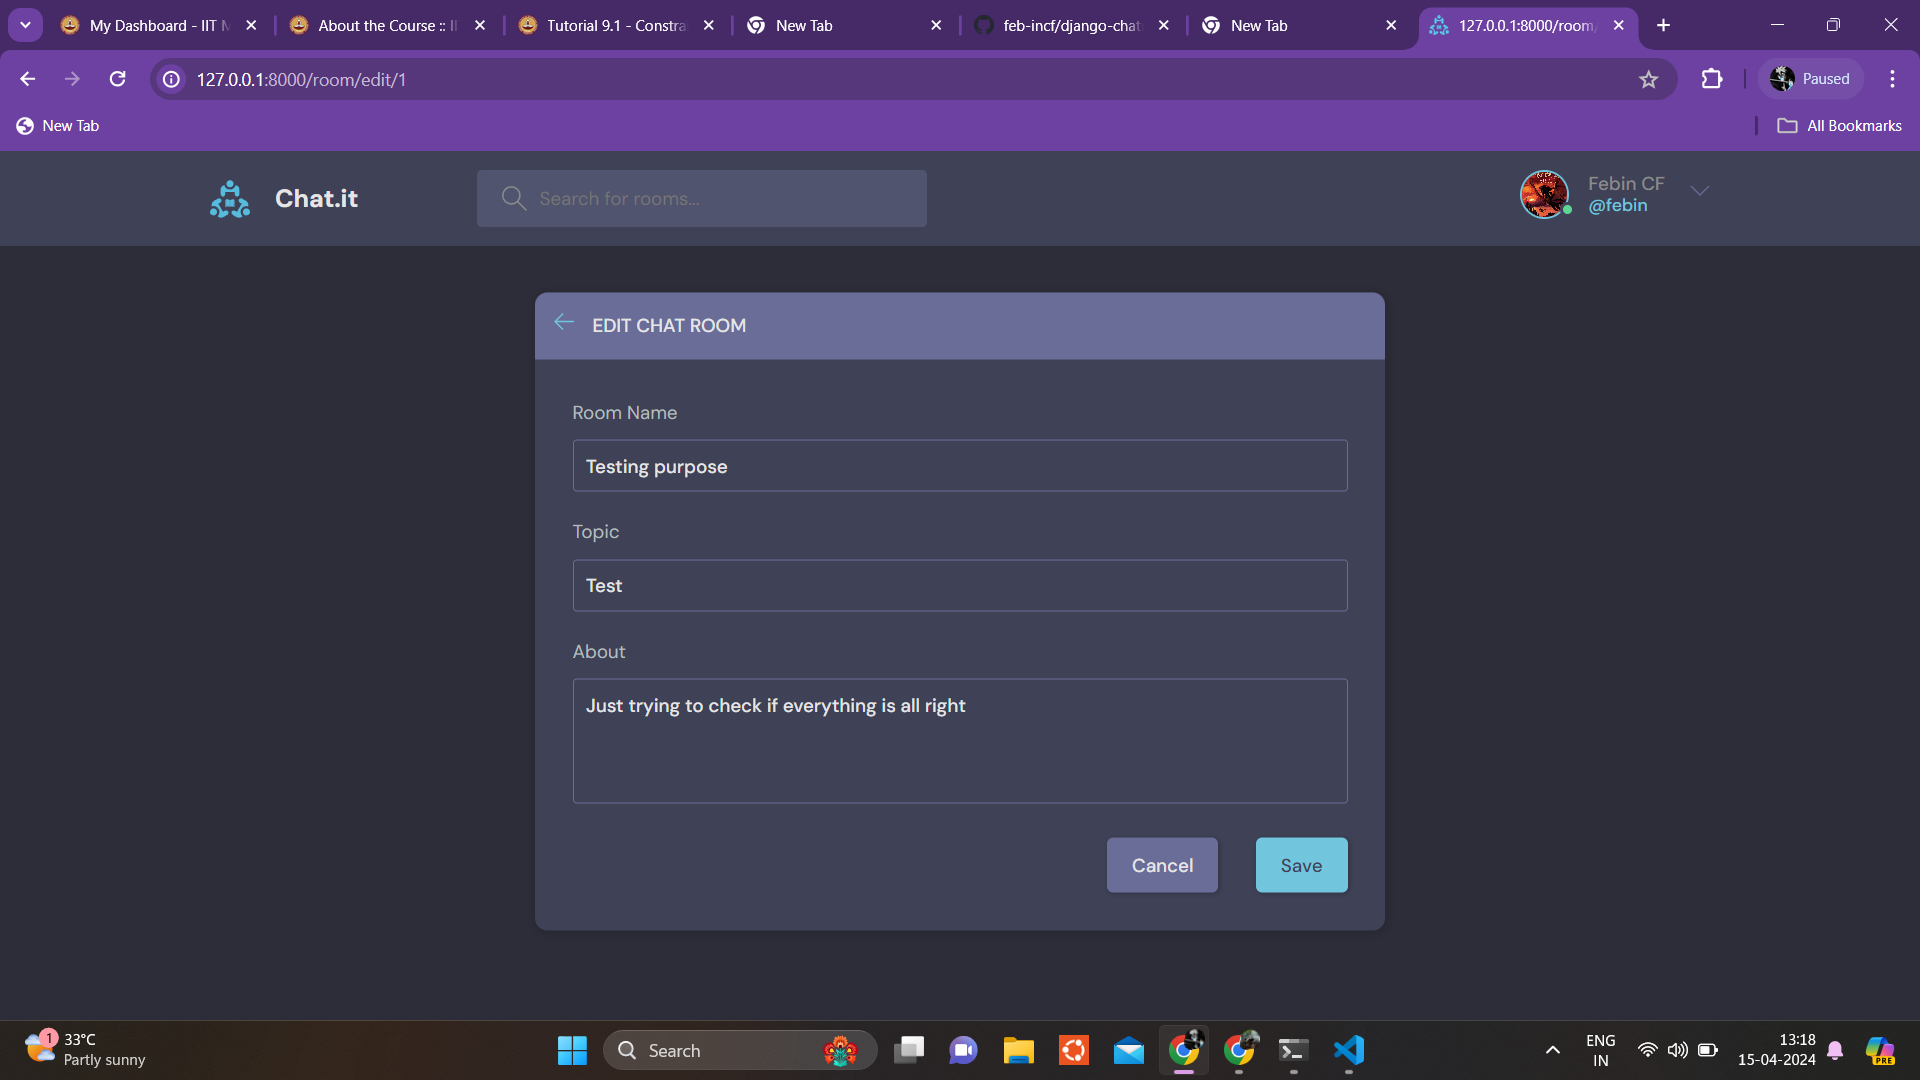 My Dashboard - IIT M
About the Course :: II
Tutorial 9.1 - Constra
New Tab
feb-incf/django-chat
New Tab
127.0.0.1:8000/room/
127.0.0.1:8000/room/edit/1
Paused
New Tab
All Bookmarks
Chat.it
Search for rooms...
Febin CF
@febin
EDIT CHAT ROOM
Room Name
Testing purpose
Topic
Test
About
Just trying to check if everything is all right
Cancel
Save
1
33°C
Partly sunny
Search
ENG
IN
13:18
15-04-2024
PRE